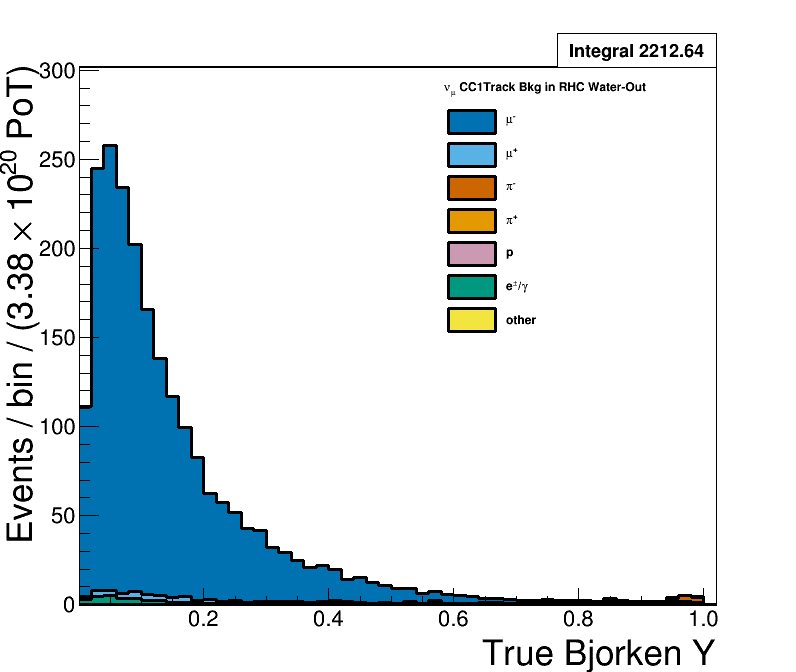 Integral 2212.64
ν_μ CC1Track Bkg in RHC Water-Out
μ⁻
μ⁺
π⁻
π⁺
p
e^±/γ
other
300
250
200
150
100
50
0
0.2 0.4 0.6 0.8 1.0
True Bjorken Y
Events / bin / (3.38 × 10²⁰ PoT)